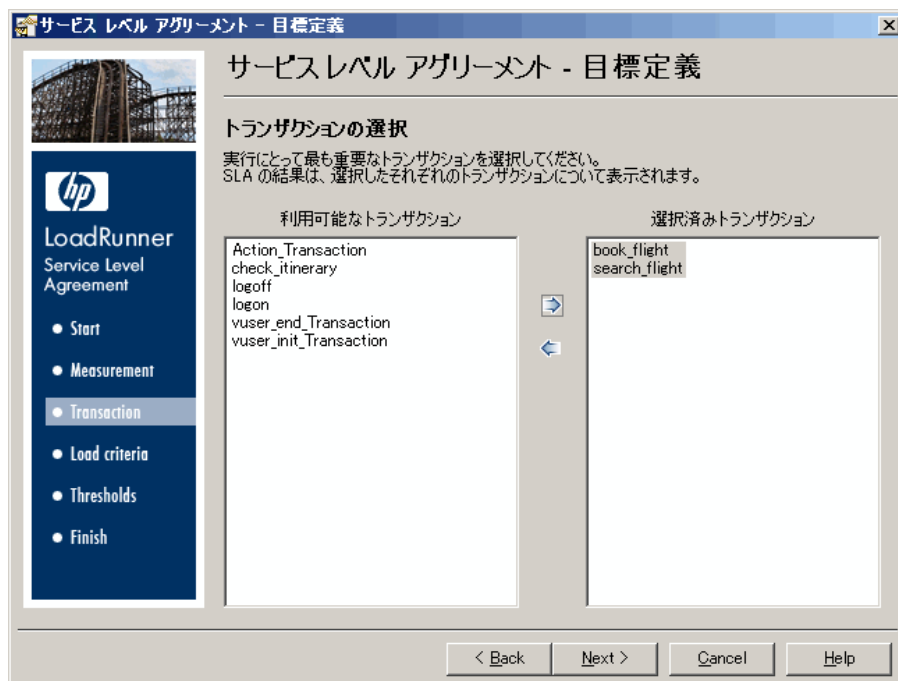 サービス レベル アグリーメント - 目標定義
サービスレベル アグリーメント - 目標定義
hp
LoadRunner
Service Level
Agreement
Start
Measurement
Transaction
Load criteria
Thresholds
Finish
トランザクションの選択
実行にとって最も重要なトランザクションを選択してください。
SLA の結果は、選択したそれぞれのトランザクションについて表示されます。
利用可能なトランザクション
Action_Transaction
check_itinerary
logoff
logon
vuser_end_Transaction
vuser_init_Transaction
選択済みトランザクション
book_flight
search_flight
< Back
Next >
Cancel
Help